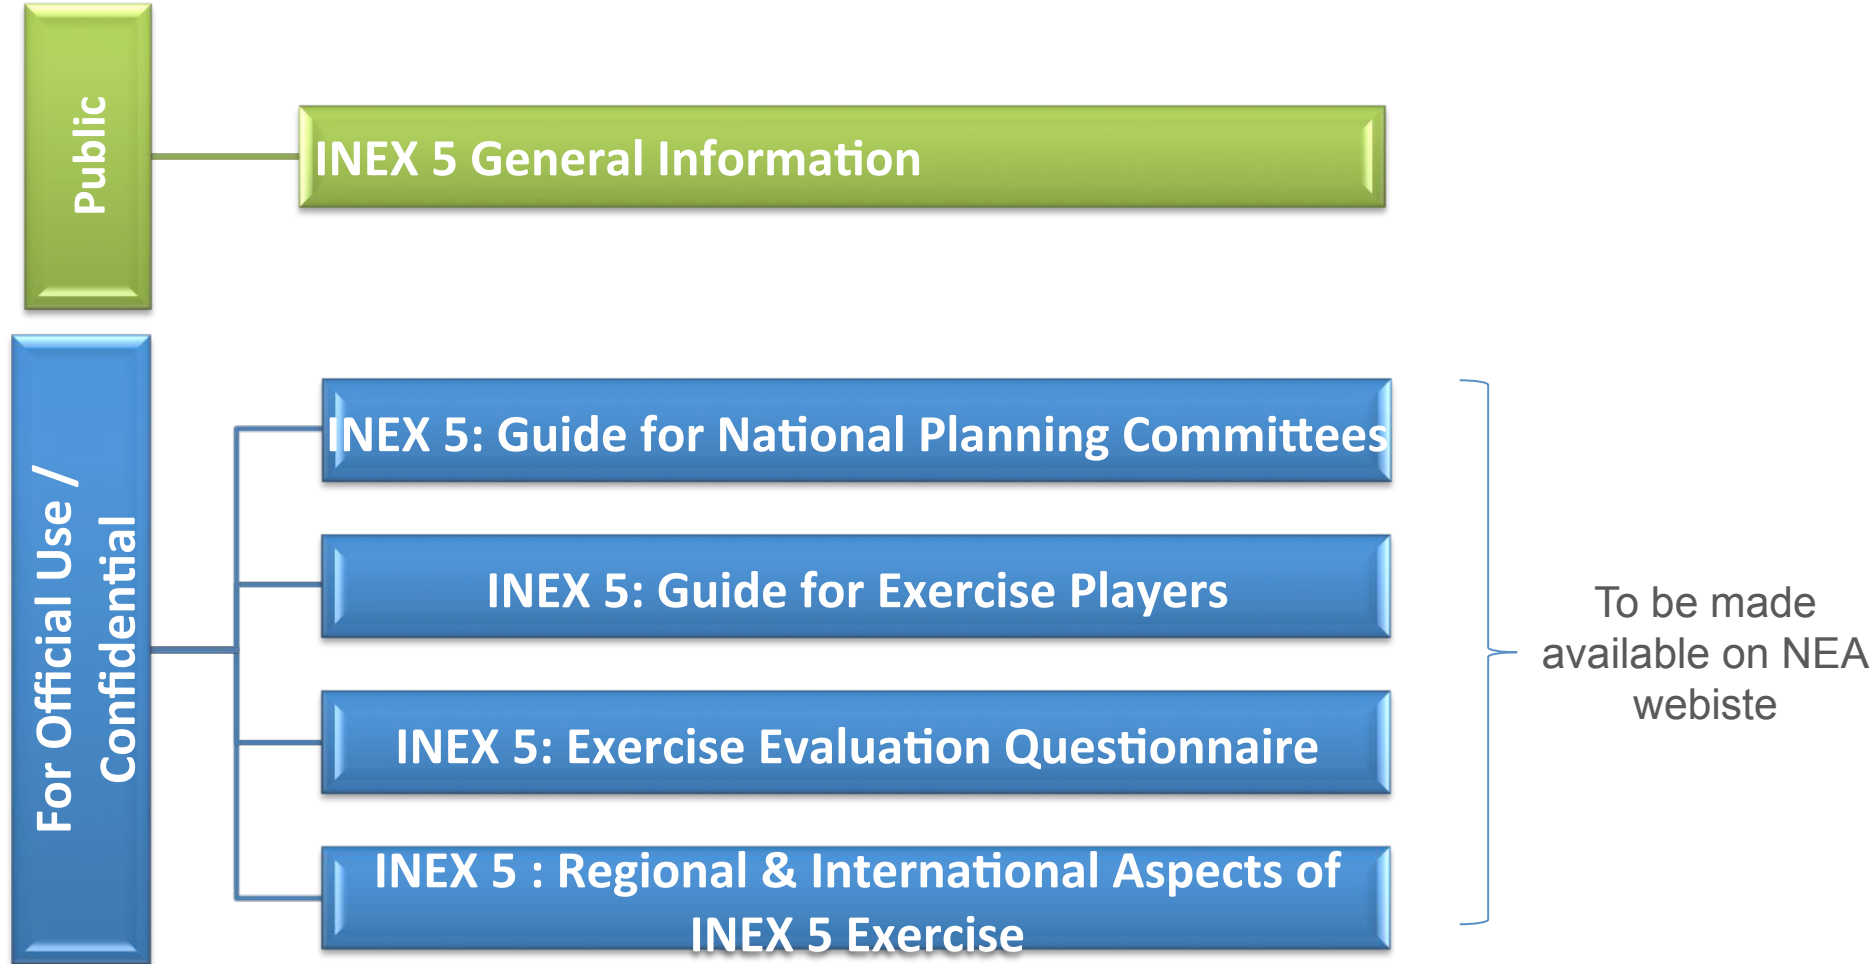 Public
INEX 5 General Information
For Official Use /
Confidential
INEX 5: Guide for National Planning Committees
INEX 5: Guide for Exercise Players
INEX 5: Exercise Evaluation Questionnaire
INEX 5 : Regional & International Aspects of
INEX 5 Exercise
To be made
available on NEA
webiste